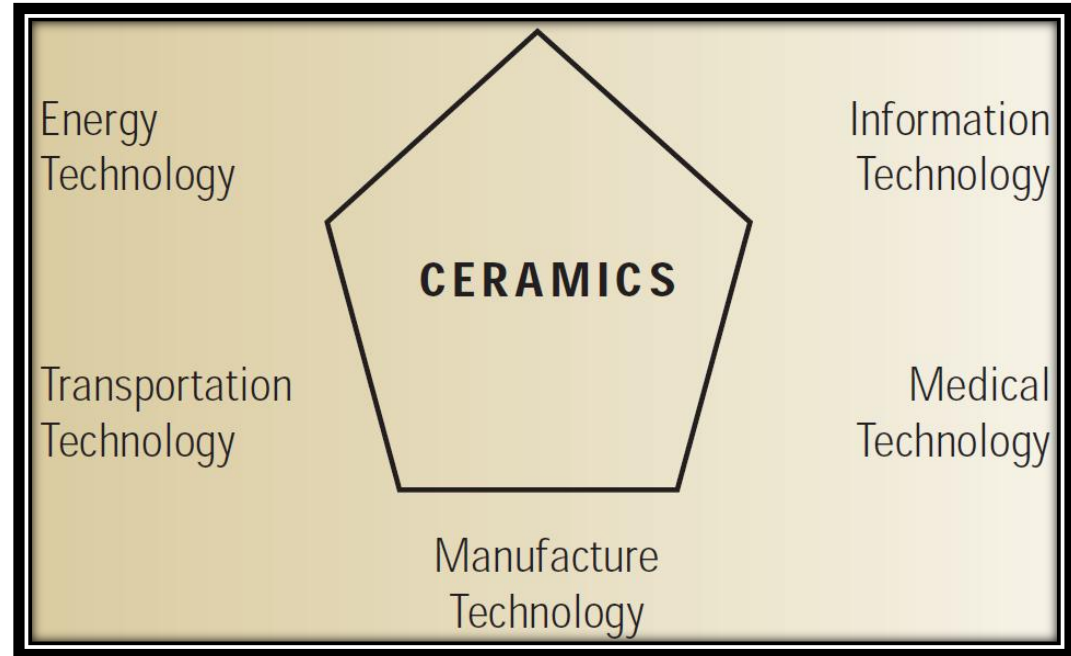 Energy
Technology
Information
Technology
CERAMICS
Transportation
Technology
Medical
Technology
Manufacture
Technology